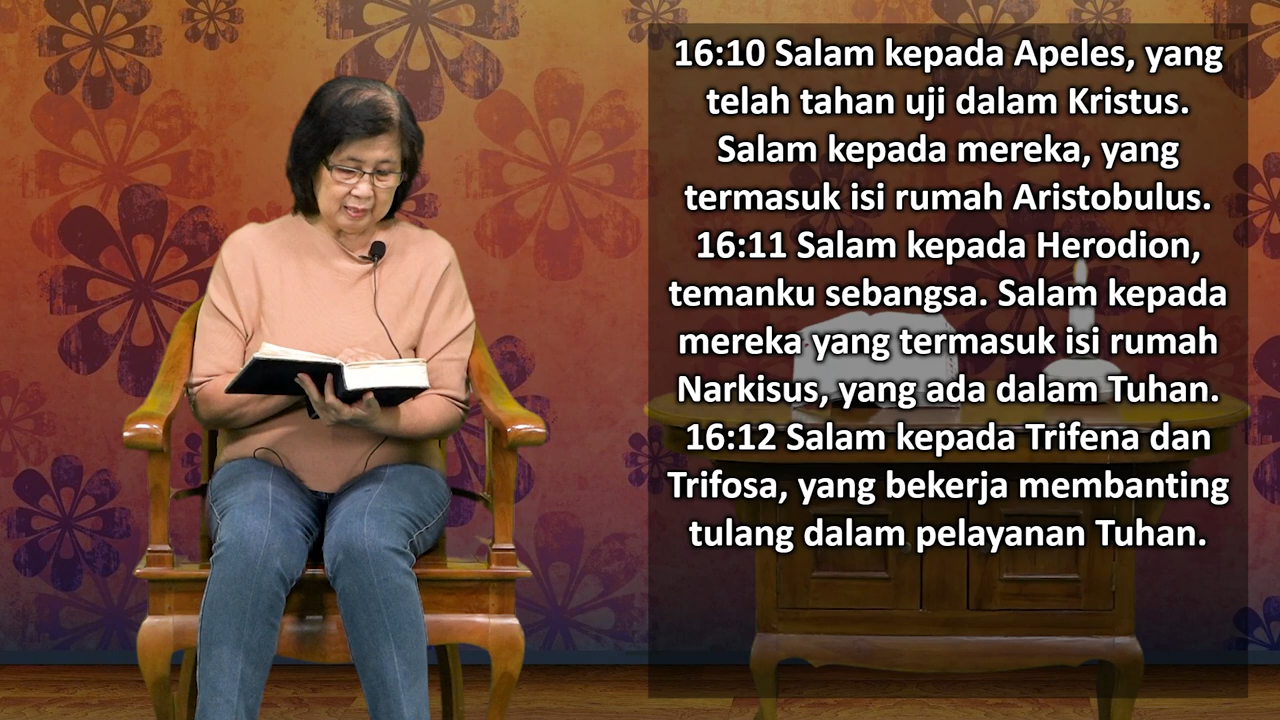 16:10 Salam kepada Apeles, yang
telah tahan uji dalam Kristus.
Salam kepada mereka, yang
termasuk isi rumah Aristobulus.
16:11 Salam kepada Herodion,
temanku sebangsa. Salam kepada
mereka yang termasuk isi rumah
Narkisus, yang ada dalam Tuhan.
16:12 Salam kepada Trifena dan
Trifosa, yang bekerja membanting
tulang dalam pelayanan Tuhan.